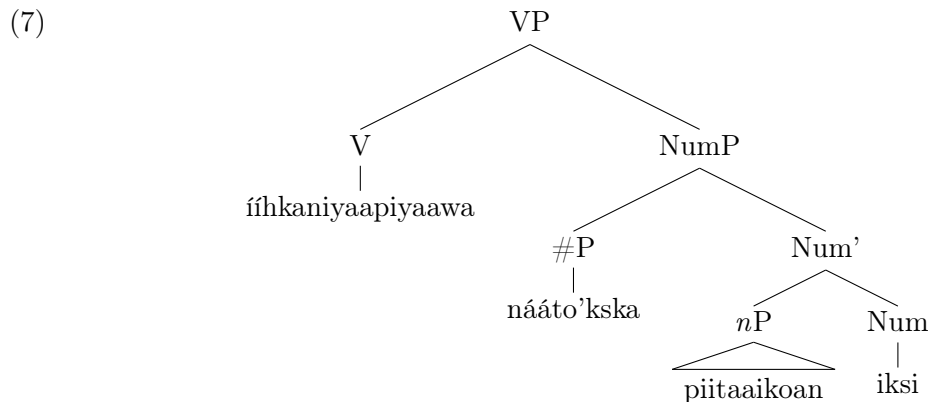 (7)
VP
V NumP
ííhkaniyaapiyaawa
#P Num'
nááto'kska
nP Num
piitaaikoan iksi